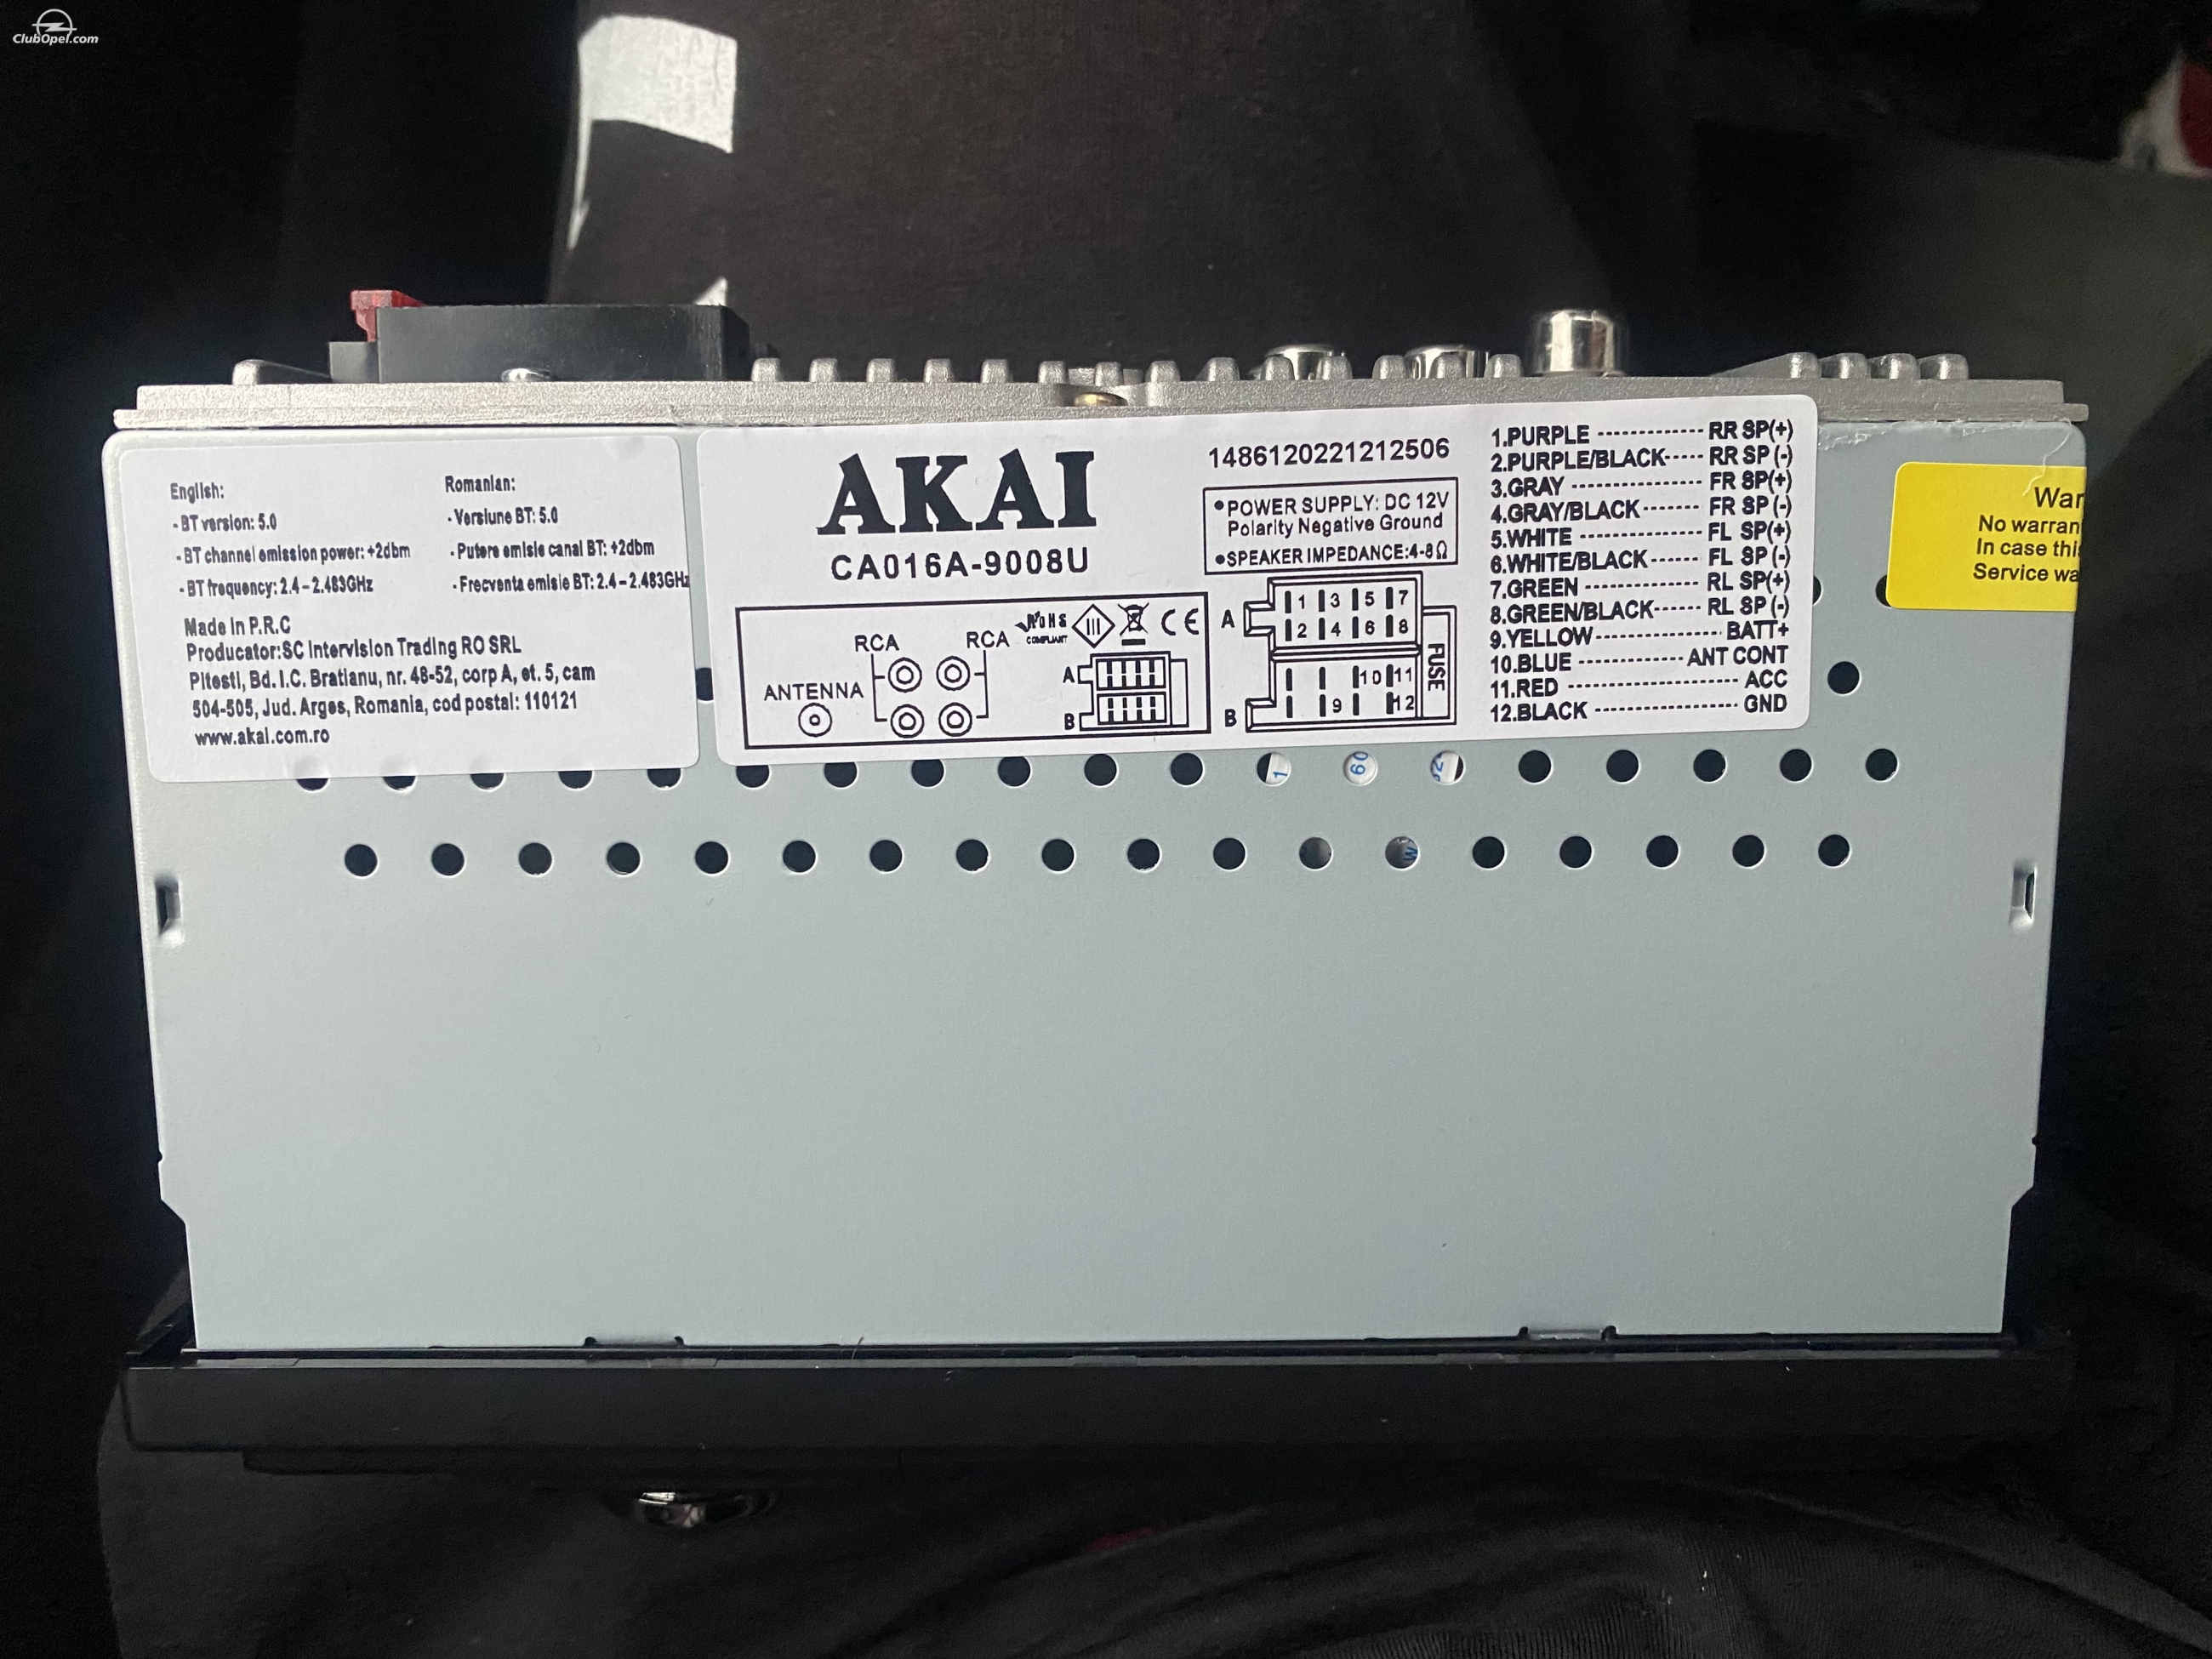 ClubOpel.com
English:
- BT version: 5.0
- BT channel emission power: +2dbm
- BT frequency: 2.4 – 2.483GHz
Romanian:
- Versiune BT: 5.0
- Putere emisie canal BT: +2dbm
- Frecventa emisie BT: 2.4 – 2.483GHz
Made in P.R.C
Producator:SC Intervision Trading RO SRL
Pitesti, Bd. I.C. Bratianu, nr. 48-52, corp A, et. 5, cam
504-505, Jud. Arges, Romania, cod postal: 110121
www.akai.com.ro
AKAI
CA016A-9008U
1486120221212506
•POWER SUPPLY: DC 12V
Polarity Negative Ground
•SPEAKER IMPEDANCE:4-8Ω
RCA RCA
RoHS
COMPLIANT
III
CE
ANTENNA
A
B
A
1 3 5 7
2 4 6 8
B
10 11
9 12
FUSE
1.PURPLE ------------- RR SP(+)
2.PURPLE/BLACK----- RR SP (-)
3.GRAY ---------------- FR SP(+)
4.GRAY/BLACK------- FR SP (-)
5.WHITE --------------- FL SP(+)
6.WHITE/BLACK------- FL SP (-)
7.GREEN --------------- RL SP(+)
8.GREEN/BLACK------ RL SP (-)
9.YELLOW---------------- BATT+
10.BLUE ------------- ANT CONT
11.RED --------------------- ACC
12.BLACK ------------------ GND
War
No warran
In case thi
Service wa
1
60